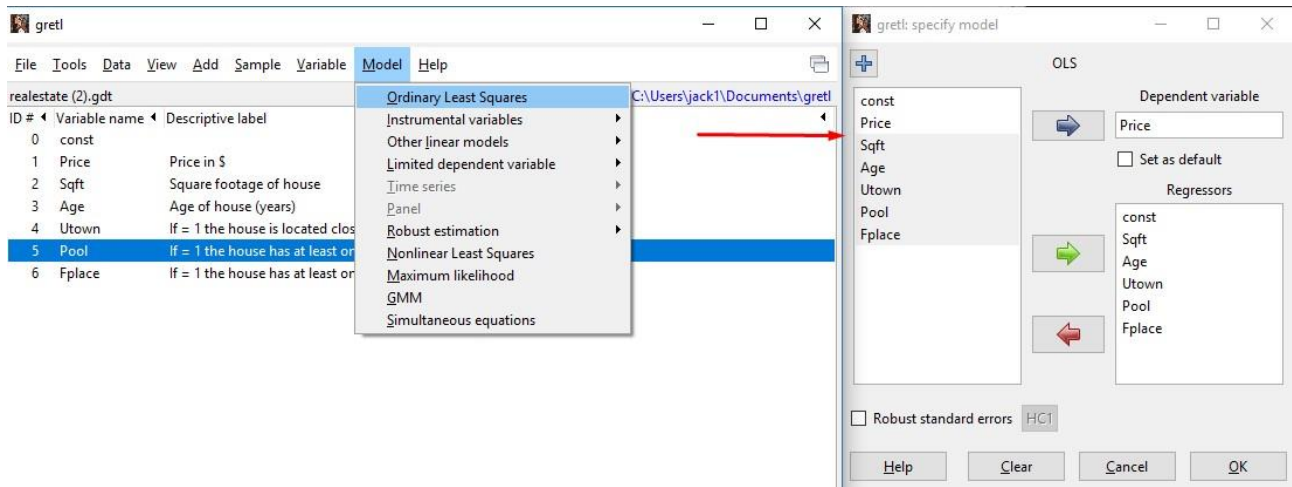 gretl
File Tools Data View Add Sample Variable Model Help
realestate (2).gdt C:\Users\jack1\Documents\gretl
ID # Variable name Descriptive label
0 const
1 Price Price in $
2 Sqft Square footage of house
3 Age Age of house (years)
4 Utown If = 1 the house is located clos
5 Pool If = 1 the house has at least or
6 Fplace If = 1 the house has at least or
Ordinary Least Squares
Instrumental variables
Other linear models
Limited dependent variable
Time series
Panel
Robust estimation
Nonlinear Least Squares
Maximum likelihood
GMM
Simultaneous equations
gretl: specify model
OLS
const
Price
Sqft
Age
Utown
Pool
Fplace
Dependent variable
Price
Set as default
Regressors
const
Sqft
Age
Utown
Pool
Fplace
Robust standard errors HC1
Help Clear Cancel OK